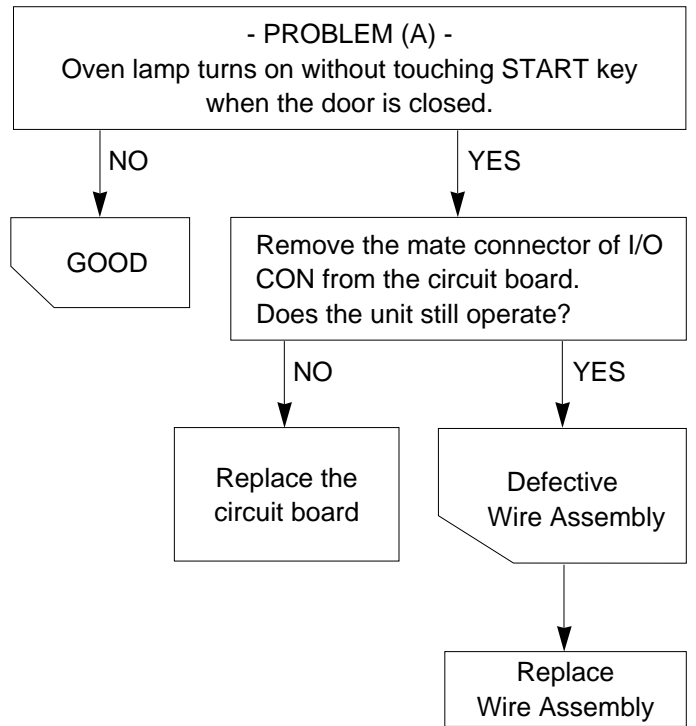 - PROBLEM (A) -
Oven lamp turns on without touching START key
when the door is closed.
NO
YES
GOOD
Remove the mate connector of I/O
CON from the circuit board.
Does the unit still operate?
NO
YES
Replace the
circuit board
Defective
Wire Assembly
Replace
Wire Assembly